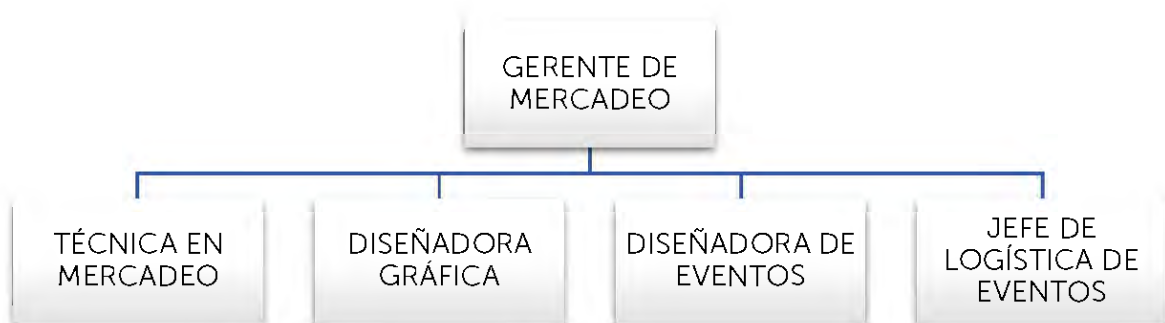 GERENTE DE
MERCADEO
TÉCNICA EN
MERCADEO
DISEÑADORA
GRÁFICA
DISEÑADORA DE
EVENTOS
JEFE DE
LOGÍSTICA DE
EVENTOS